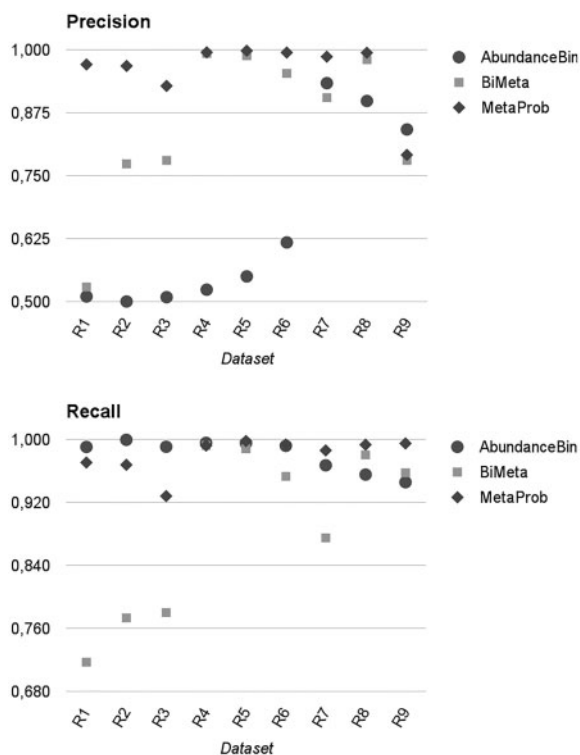 Precision
1,000
0,875
0,750
0,625
0,500
R1 R2 R3 R4 R5 R6 R7 R8 R9
Dataset
AbundanceBin
BiMeta
MetaProb
Recall
1,000
0,920
0,840
0,760
0,680
R1 R2 R3 R4 R5 R6 R7 R8 R9
Dataset
AbundanceBin
BiMeta
MetaProb